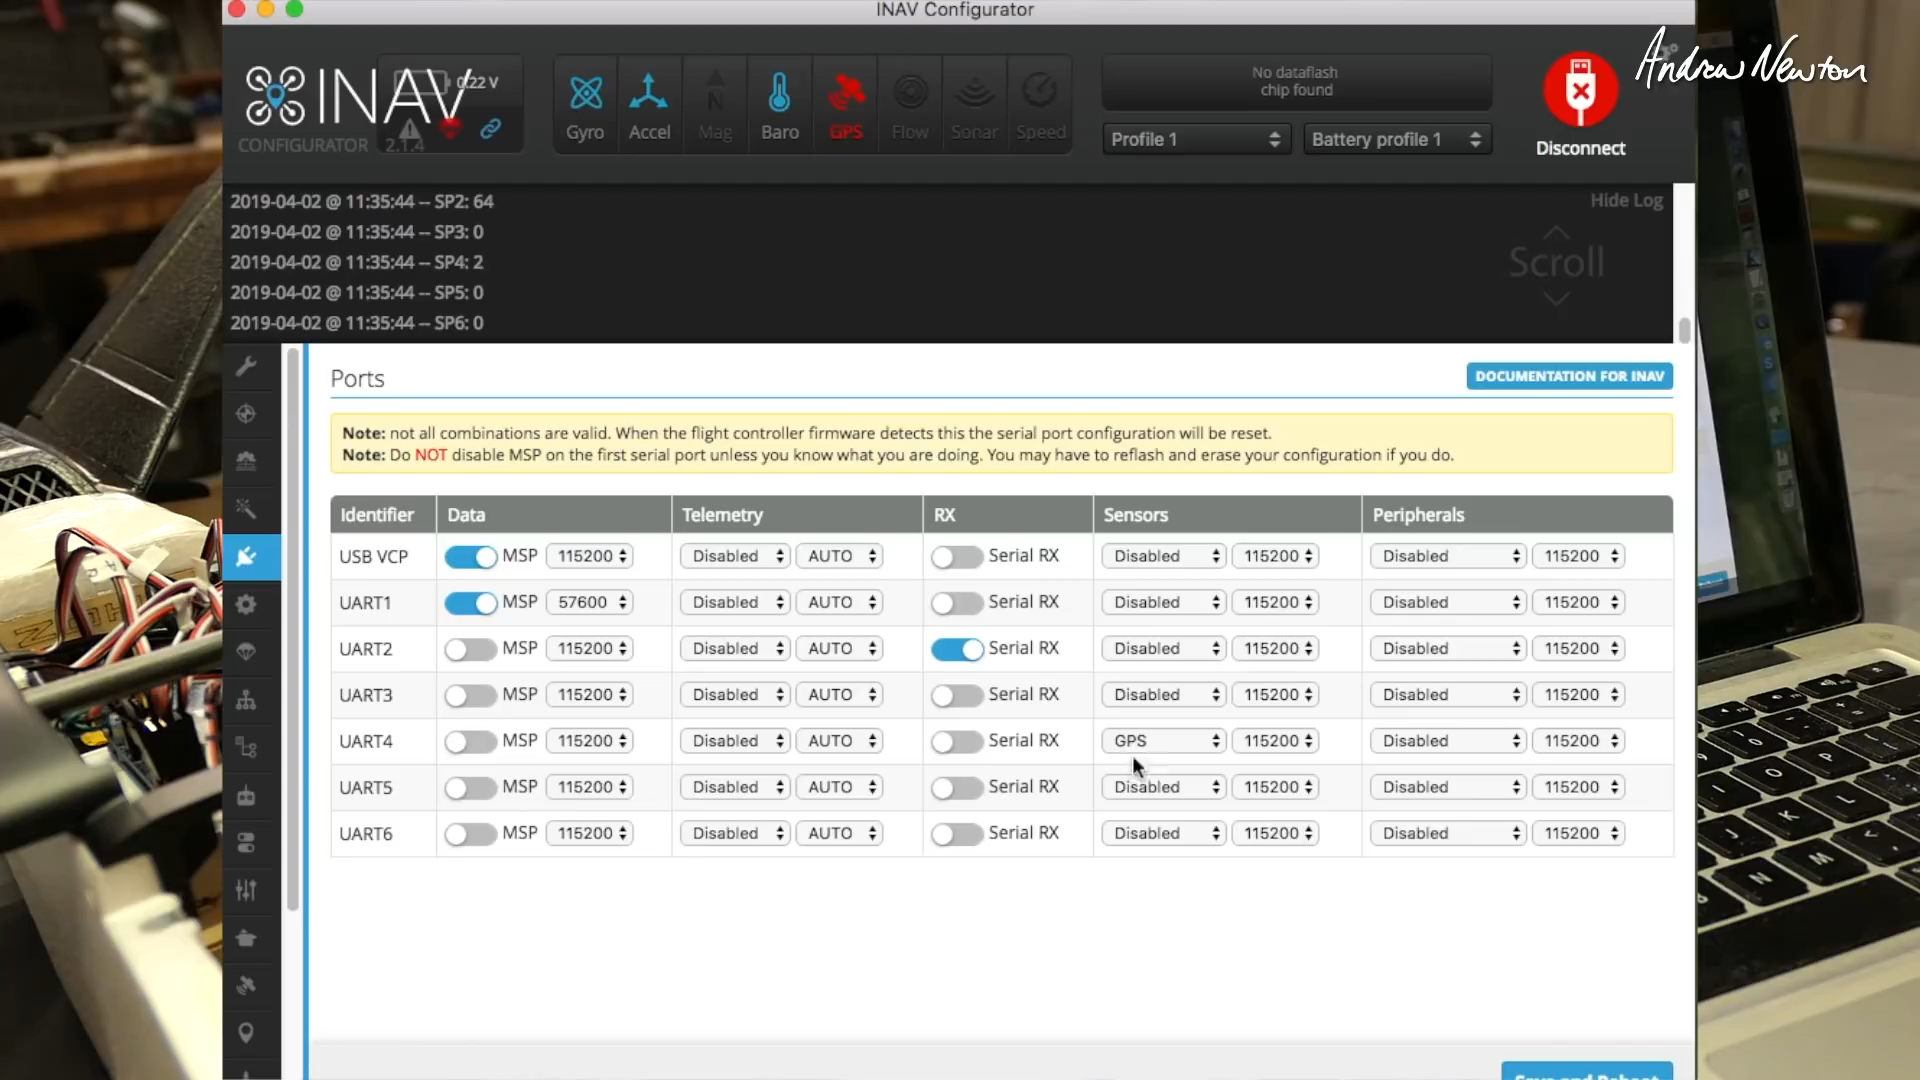 INAV Configurator
Andrew Newton
INAV
CONFIGURATOR 2.1.4
0.22 V
Gyro Accel Mag Baro GPS Flow Sonar Speed
No dataflash
chip found
Profile 1 Battery profile 1
Disconnect
2019-04-02 @ 11:35:44 -- SP2: 64
2019-04-02 @ 11:35:44 -- SP3: 0
2019-04-02 @ 11:35:44 -- SP4: 2
2019-04-02 @ 11:35:44 -- SP5: 0
2019-04-02 @ 11:35:44 -- SP6: 0
Hide Log
Scroll
Ports
DOCUMENTATION FOR INAV
Note: not all combinations are valid. When the flight controller firmware detects this the serial port configuration will be reset.
Note: Do NOT disable MSP on the first serial port unless you know what you are doing. You may have to reflash and erase your configuration if you do.
Identifier Data Telemetry RX Sensors Peripherals
USB VCP MSP 115200 Disabled AUTO Serial RX Disabled 115200 Disabled 115200
UART1 MSP 57600 Disabled AUTO Serial RX Disabled 115200 Disabled 115200
UART2 MSP 115200 Disabled AUTO Serial RX Disabled 115200 Disabled 115200
UART3 MSP 115200 Disabled AUTO Serial RX Disabled 115200 Disabled 115200
UART4 MSP 115200 Disabled AUTO Serial RX GPS 115200 Disabled 115200
UART5 MSP 115200 Disabled AUTO Serial RX Disabled 115200 Disabled 115200
UART6 MSP 115200 Disabled AUTO Serial RX Disabled 115200 Disabled 115200
Save and Reboot